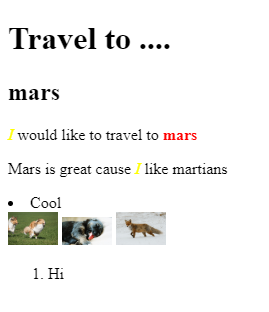 Travel to ....
mars
I would like to travel to mars
Mars is great cause I like martians
• Cool
1. Hi